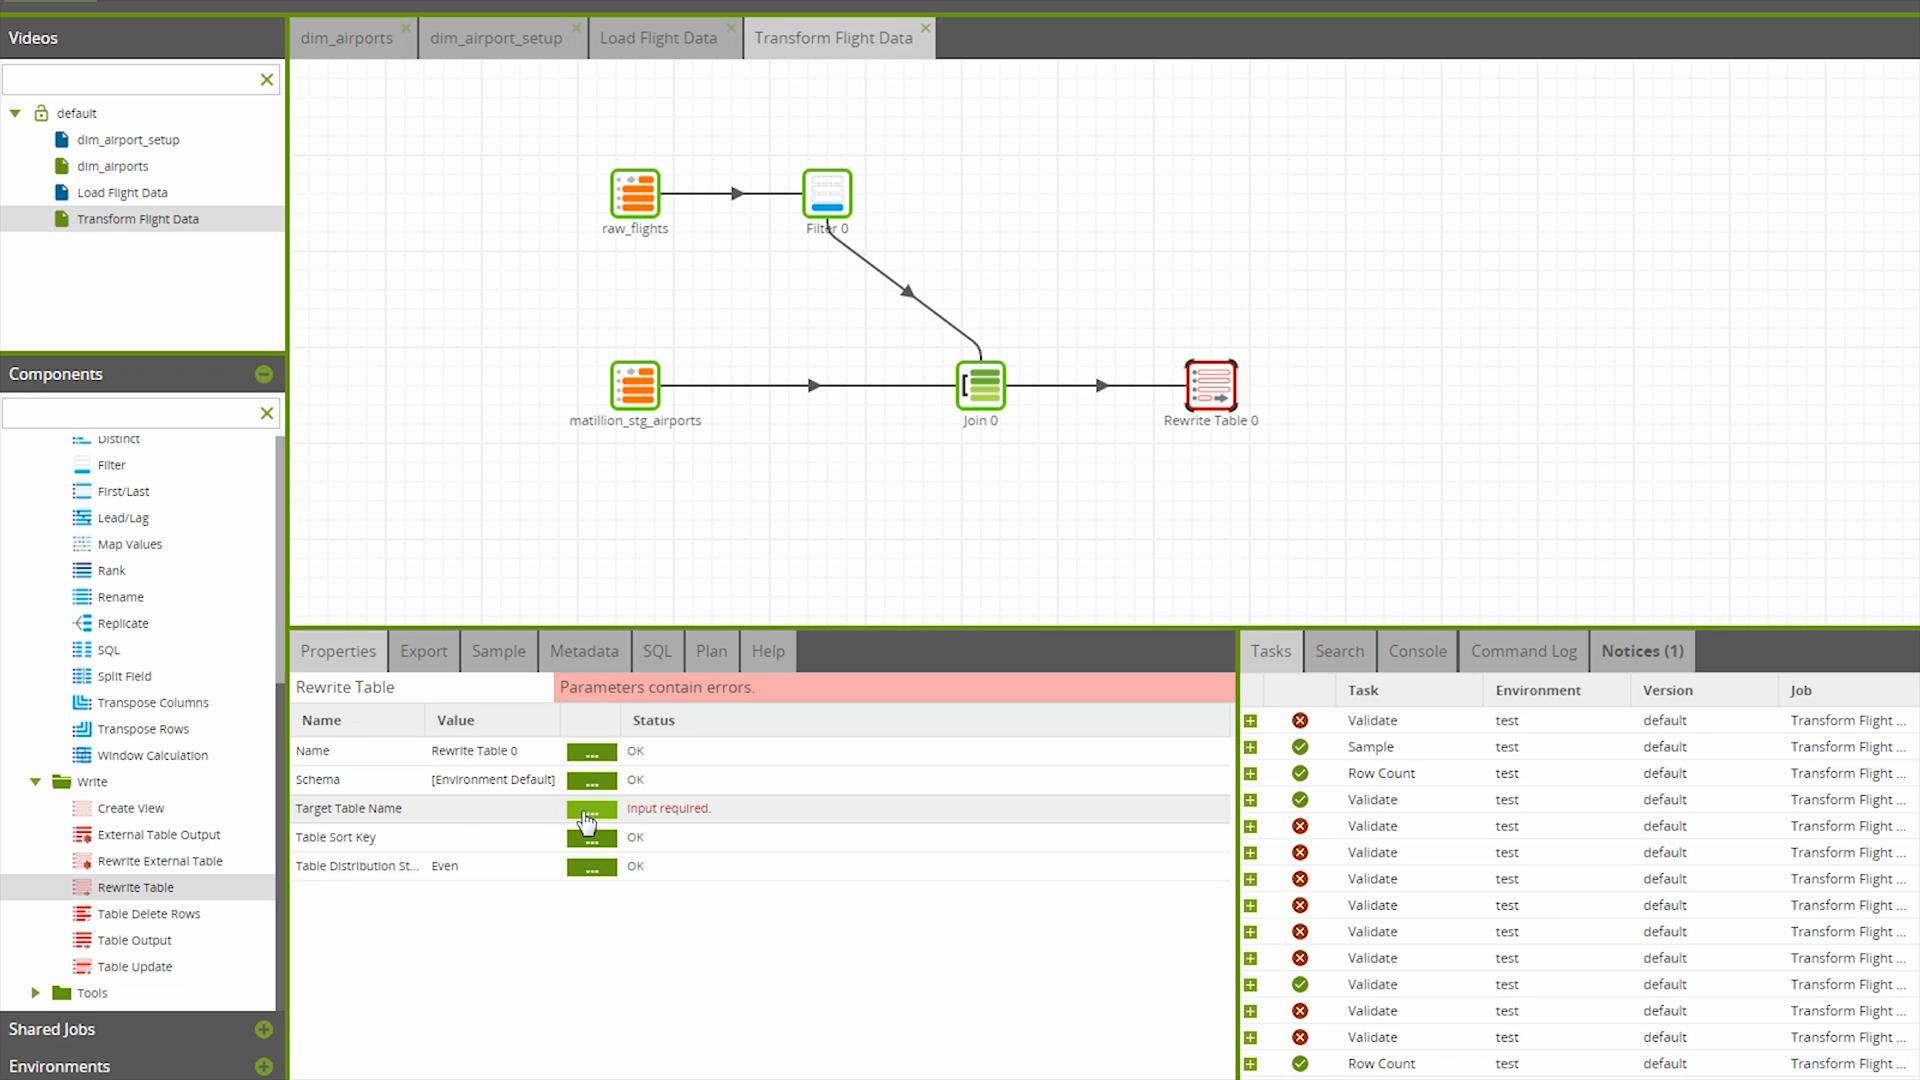 Videos
dim_airports
dim_airport_setup
Load Flight Data
Transform Flight Data
default
dim_airport_setup
dim_airports
Load Flight Data
Transform Flight Data
raw_flights
Filter 0
matillion_stg_airports
Join 0
Rewrite Table 0
Components
Distinct
Filter
First/Last
Lead/Lag
Map Values
Rank
Rename
Replicate
SQL
Split Field
Transpose Columns
Transpose Rows
Window Calculation
Write
Create View
External Table Output
Rewrite External Table
Rewrite Table
Table Delete Rows
Table Output
Table Update
Tools
Shared Jobs
Environments
Properties Export Sample Metadata SQL Plan Help
Rewrite Table Parameters contain errors.
Name Value Status
Name Rewrite Table 0 ... OK
Schema [Environment Default] ... OK
Target Table Name ... Input required.
Table Sort Key ... OK
Table Distribution St... Even ... OK
Tasks Search Console Command Log Notices (1)
Task Environment Version Job
Validate test default Transform Flight ...
Sample test default Transform Flight ...
Row Count test default Transform Flight ...
Validate test default Transform Flight ...
Validate test default Transform Flight ...
Validate test default Transform Flight ...
Validate test default Transform Flight ...
Validate test default Transform Flight ...
Validate test default Transform Flight ...
Validate test default Transform Flight ...
Validate test default Transform Flight ...
Validate test default Transform Flight ...
Validate test default Transform Flight ...
Row Count test default Transform Flight ...